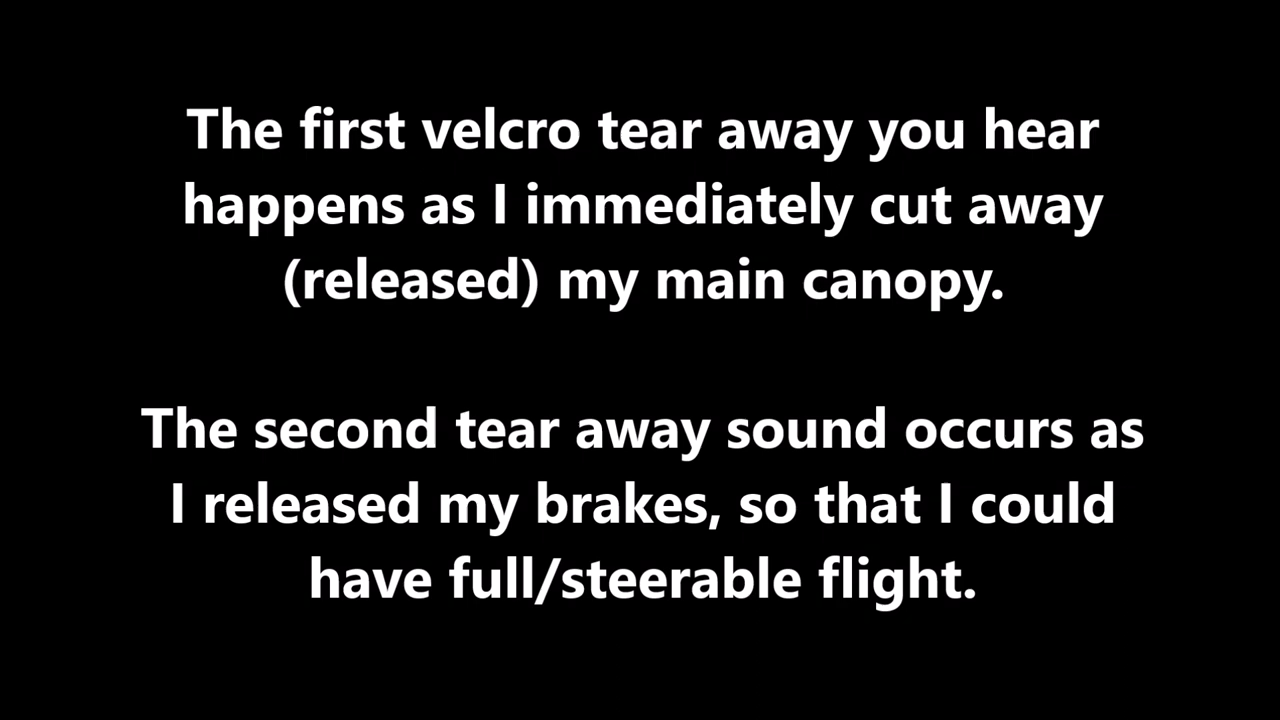 The first velcro tear away you hear
happens as I immediately cut away
(released) my main canopy.
The second tear away sound occurs as
I released my brakes, so that I could
have full/steerable flight.